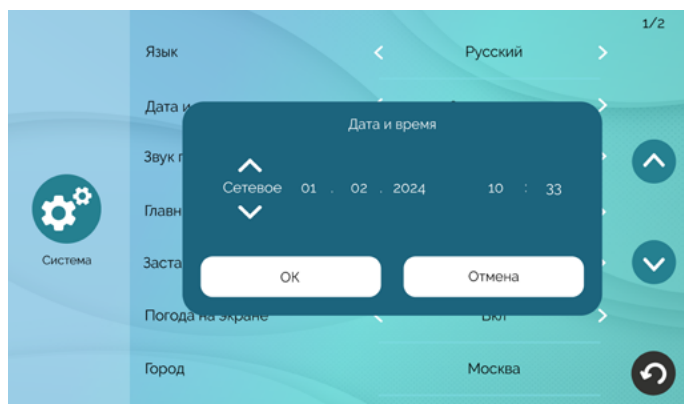 1/2
Язык
Русский
Дата и
Дата и время
Звук
Сетевое 01 . 02 . 2024 10 : 33
Главн
Система
Заста
ОК
Отмена
Погода на экране
Вкл
Город
Москва